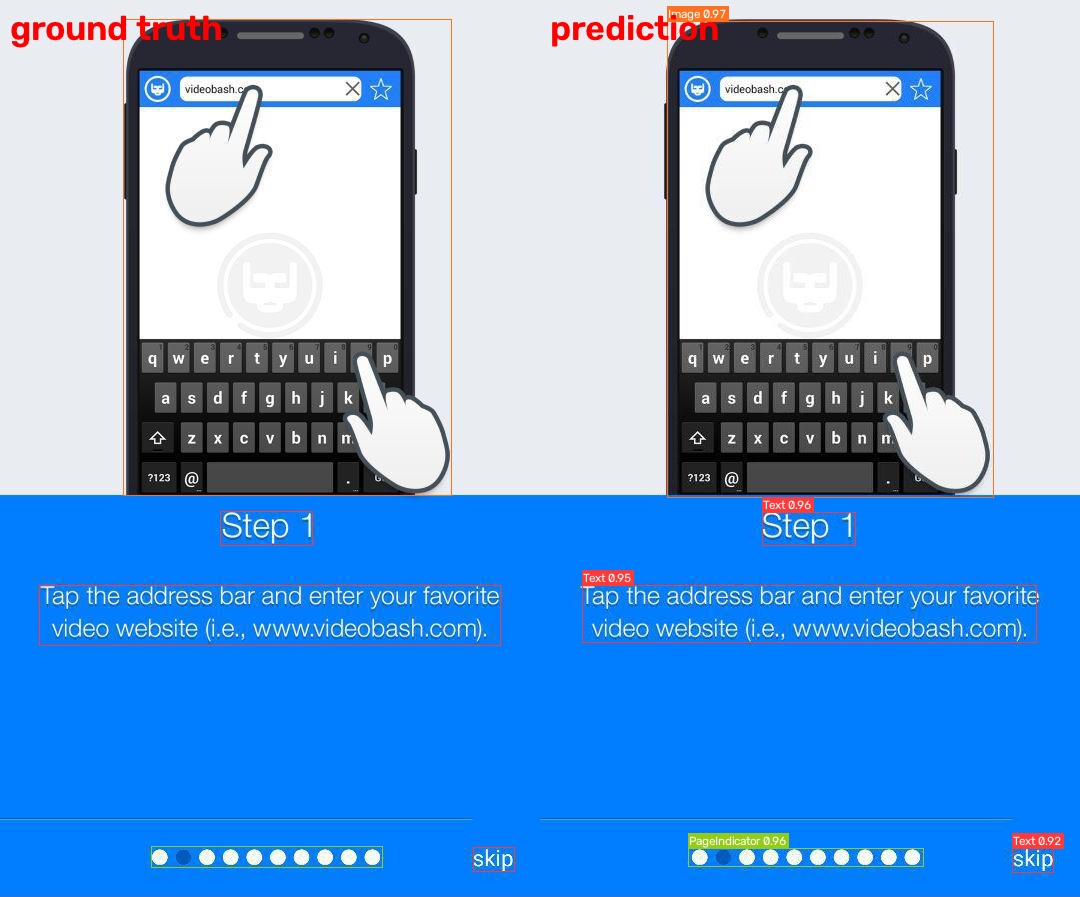 ground truth
videobash.c
q w e r t y u i p
a s d f g h j k
z x c v b n m
?123 @ .
Step 1
Tap the address bar and enter your favorite
video website (i.e., www.videobash.com).
skip
prediction
Image 0.97
videobash.c
q w e r t y u i p
a s d f g h j k
z x c v b n
?123 @ .
Text 0.96
Step 1
Text 0.95
Tap the address bar and enter your favorite
video website (i.e., www.videobash.com).
PageIndicator 0.96
Text 0.92
skip